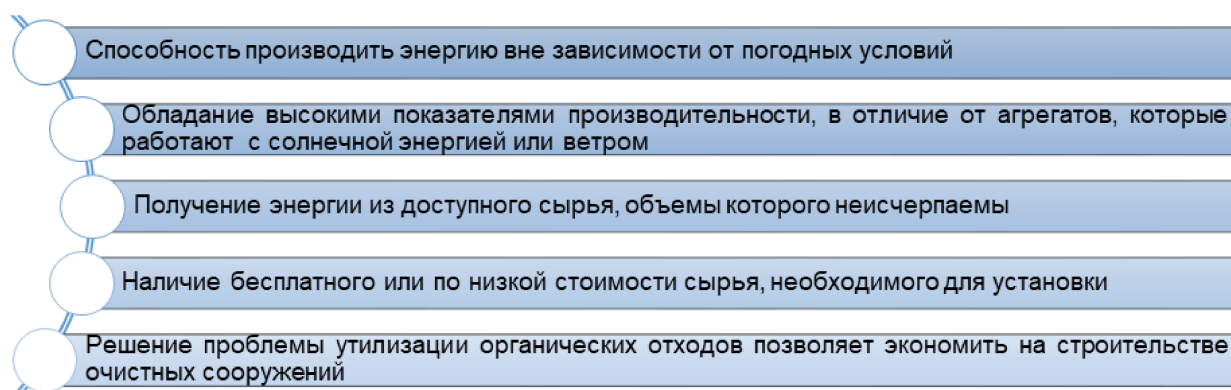 Способность производить энергию вне зависимости от погодных условий
Обладание высокими показателями производительности, в отличие от агрегатов, которые
работают с солнечной энергией или ветром
Получение энергии из доступного сырья, объемы которого неисчерпаемы
Наличие бесплатного или по низкой стоимости сырья, необходимого для установки
Решение проблемы утилизации органических отходов позволяет экономить на строительстве
очистных сооружений